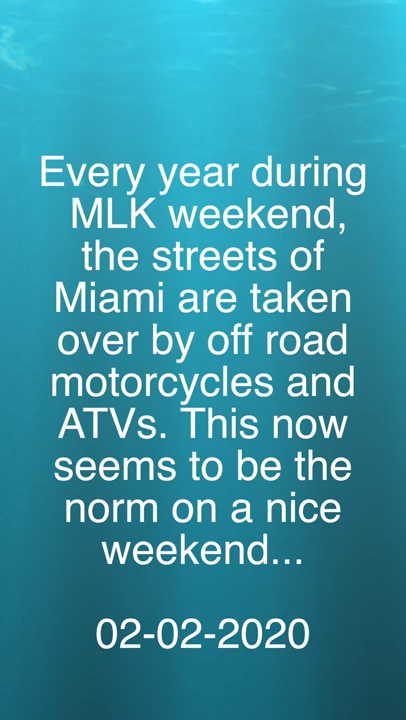 Every year during
MLK weekend,
the streets of
Miami are taken
over by off road
motorcycles and
ATVs. This now
seems to be the
norm on a nice
weekend...
02-02-2020